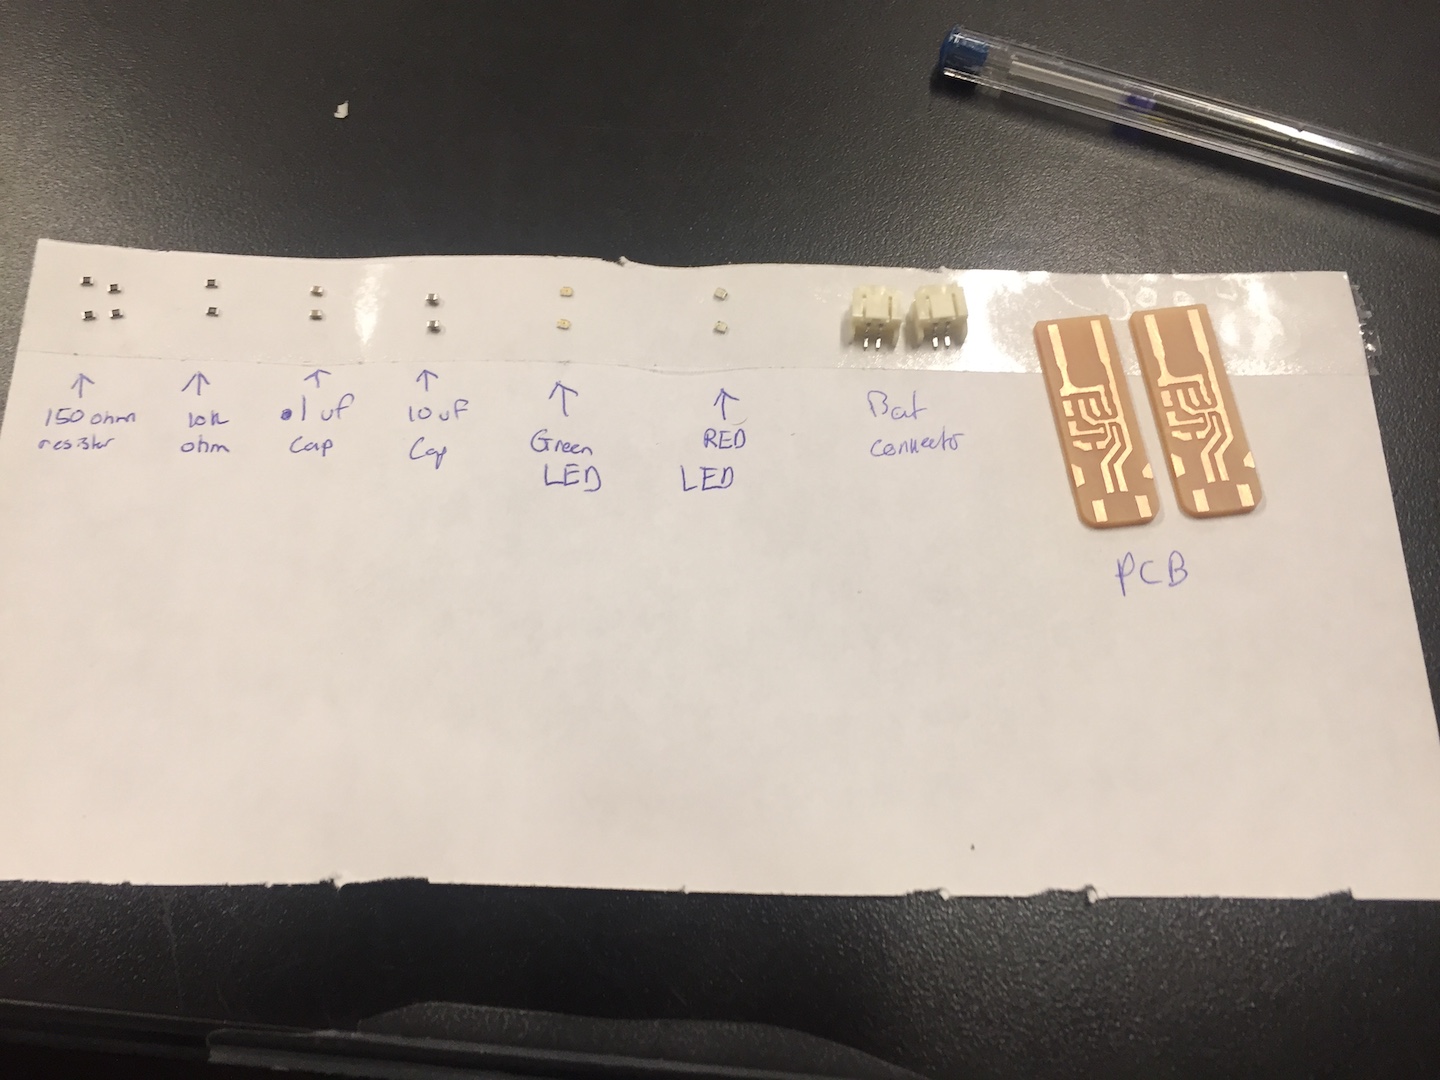 150 ohm
resistor
10k
ohm
.1 uf
Cap
10 uf
Cap
Green
LED
RED
LED
Bat
connector
PCB